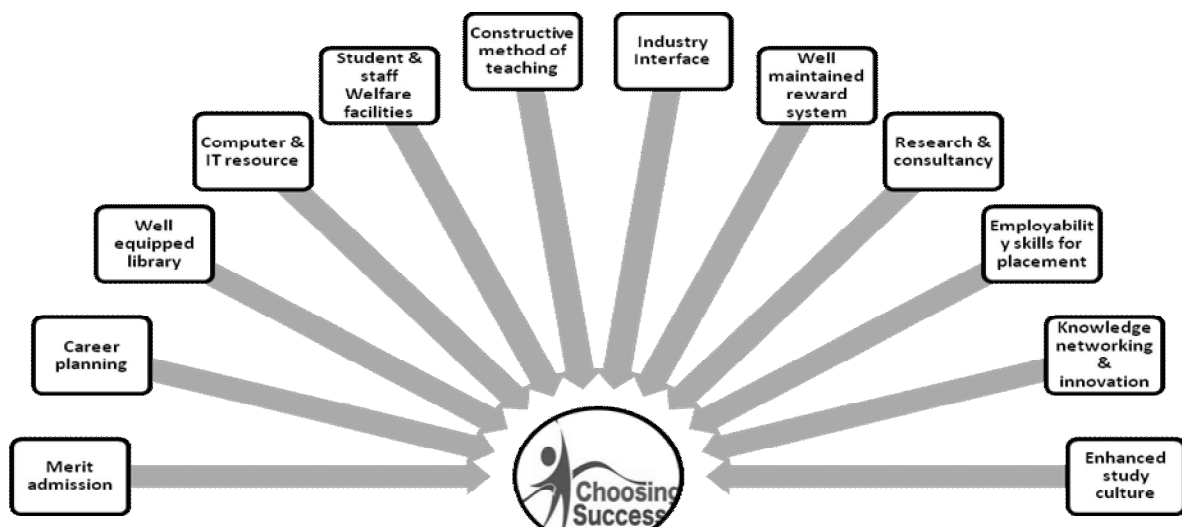 Merit
admission
Career
planning
Well
equipped
library
Computer &
IT resource
Student &
staff
Welfare
facilities
Constructive
method of
teaching
Industry
Interface
Well
maintained
reward
system
Research &
consultancy
Employabilit
y skills for
placement
Knowledge
networking
&
innovation
Enhanced
study
culture
Choosing
Success